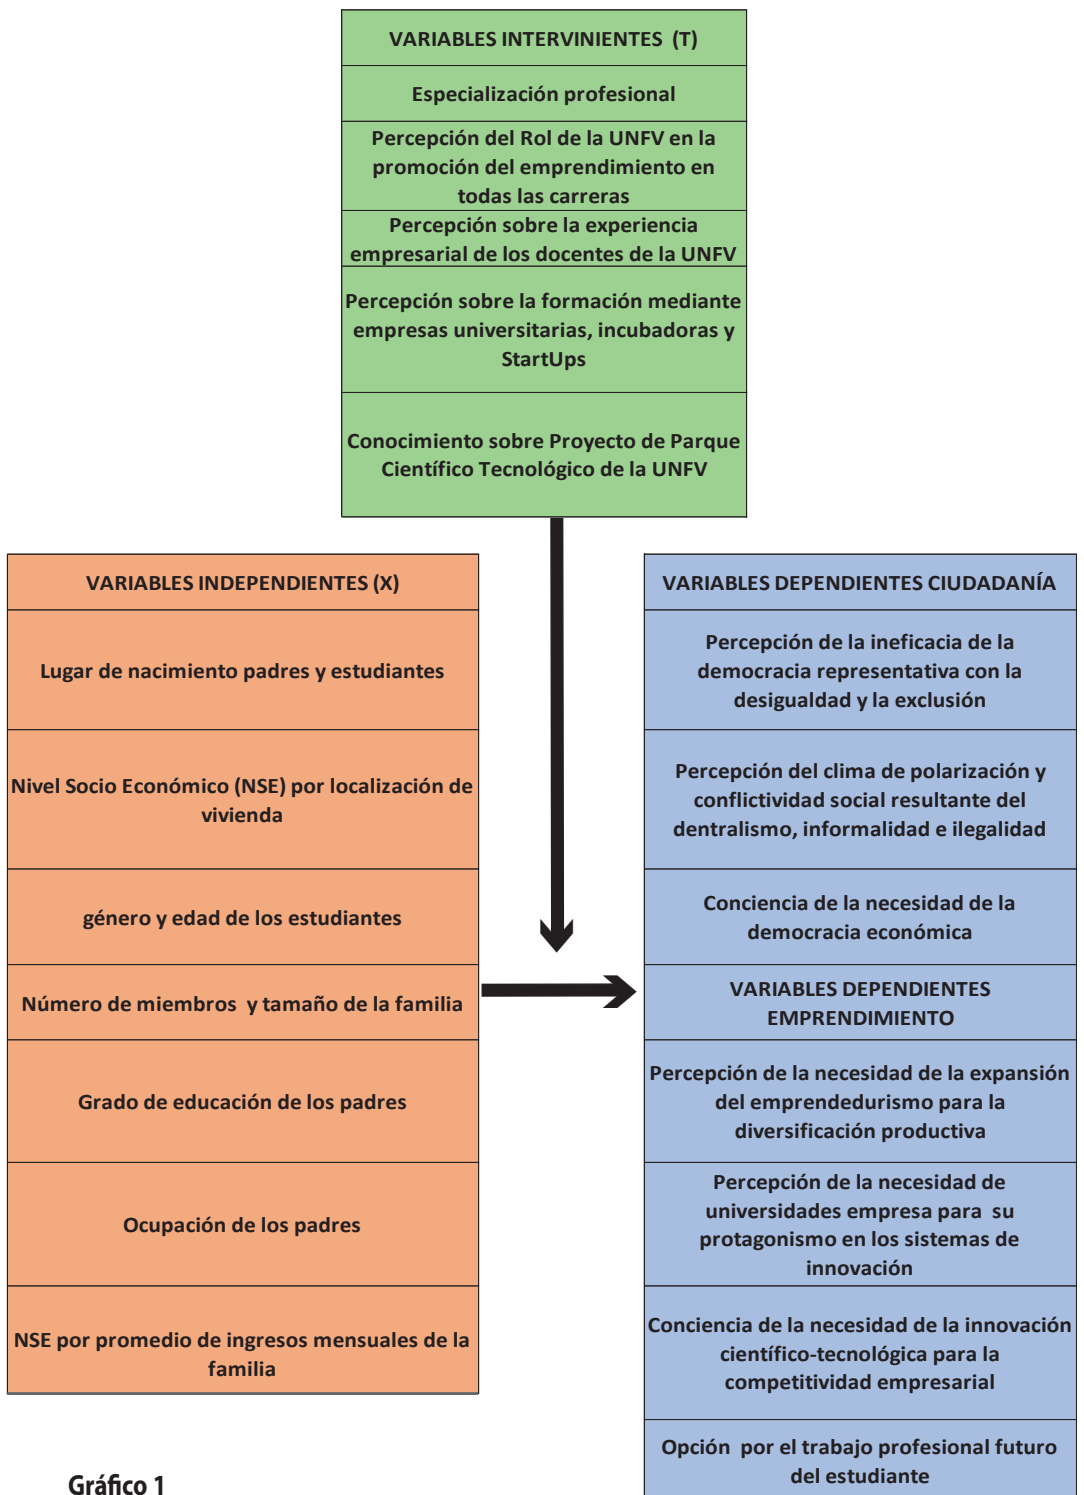 VARIABLES INTERVINIENTES (T)
Especialización profesional
Percepción del Rol de la UNFV en la
promoción del emprendimiento en
todas las carreras
Percepción sobre la experiencia
empresarial de los docentes de la UNFV
Percepción sobre la formación mediante
empresas universitarias, incubadoras y
StartUps
Conocimiento sobre Proyecto de Parque
Científico Tecnológico de la UNFV
VARIABLES INDEPENDIENTES (X)
Lugar de nacimiento padres y estudiantes
Nivel Socio Económico (NSE) por localización de
vivienda
género y edad de los estudiantes
Número de miembros y tamaño de la familia
Grado de educación de los padres
Ocupación de los padres
NSE por promedio de ingresos mensuales de la
familia
VARIABLES DEPENDIENTES CIUDADANÍA
Percepción de la ineficacia de la
democracia representativa con la
desigualdad y la exclusión
Percepción del clima de polarización y
conflictividad social resultante del
dentralismo, informalidad e ilegalidad
Conciencia de la necesidad de la
democracia económica
VARIABLES DEPENDIENTES
EMPRENDIMIENTO
Percepción de la necesidad de la expansión
del emprendedurismo para la
diversificación productiva
Percepción de la necesidad de
universidades empresa para su
protagonismo en los sistemas de
innovación
Conciencia de la necesidad de la innovación
científico-tecnológica para la
competitividad empresarial
Opción por el trabajo profesional futuro
del estudiante
Gráfico 1